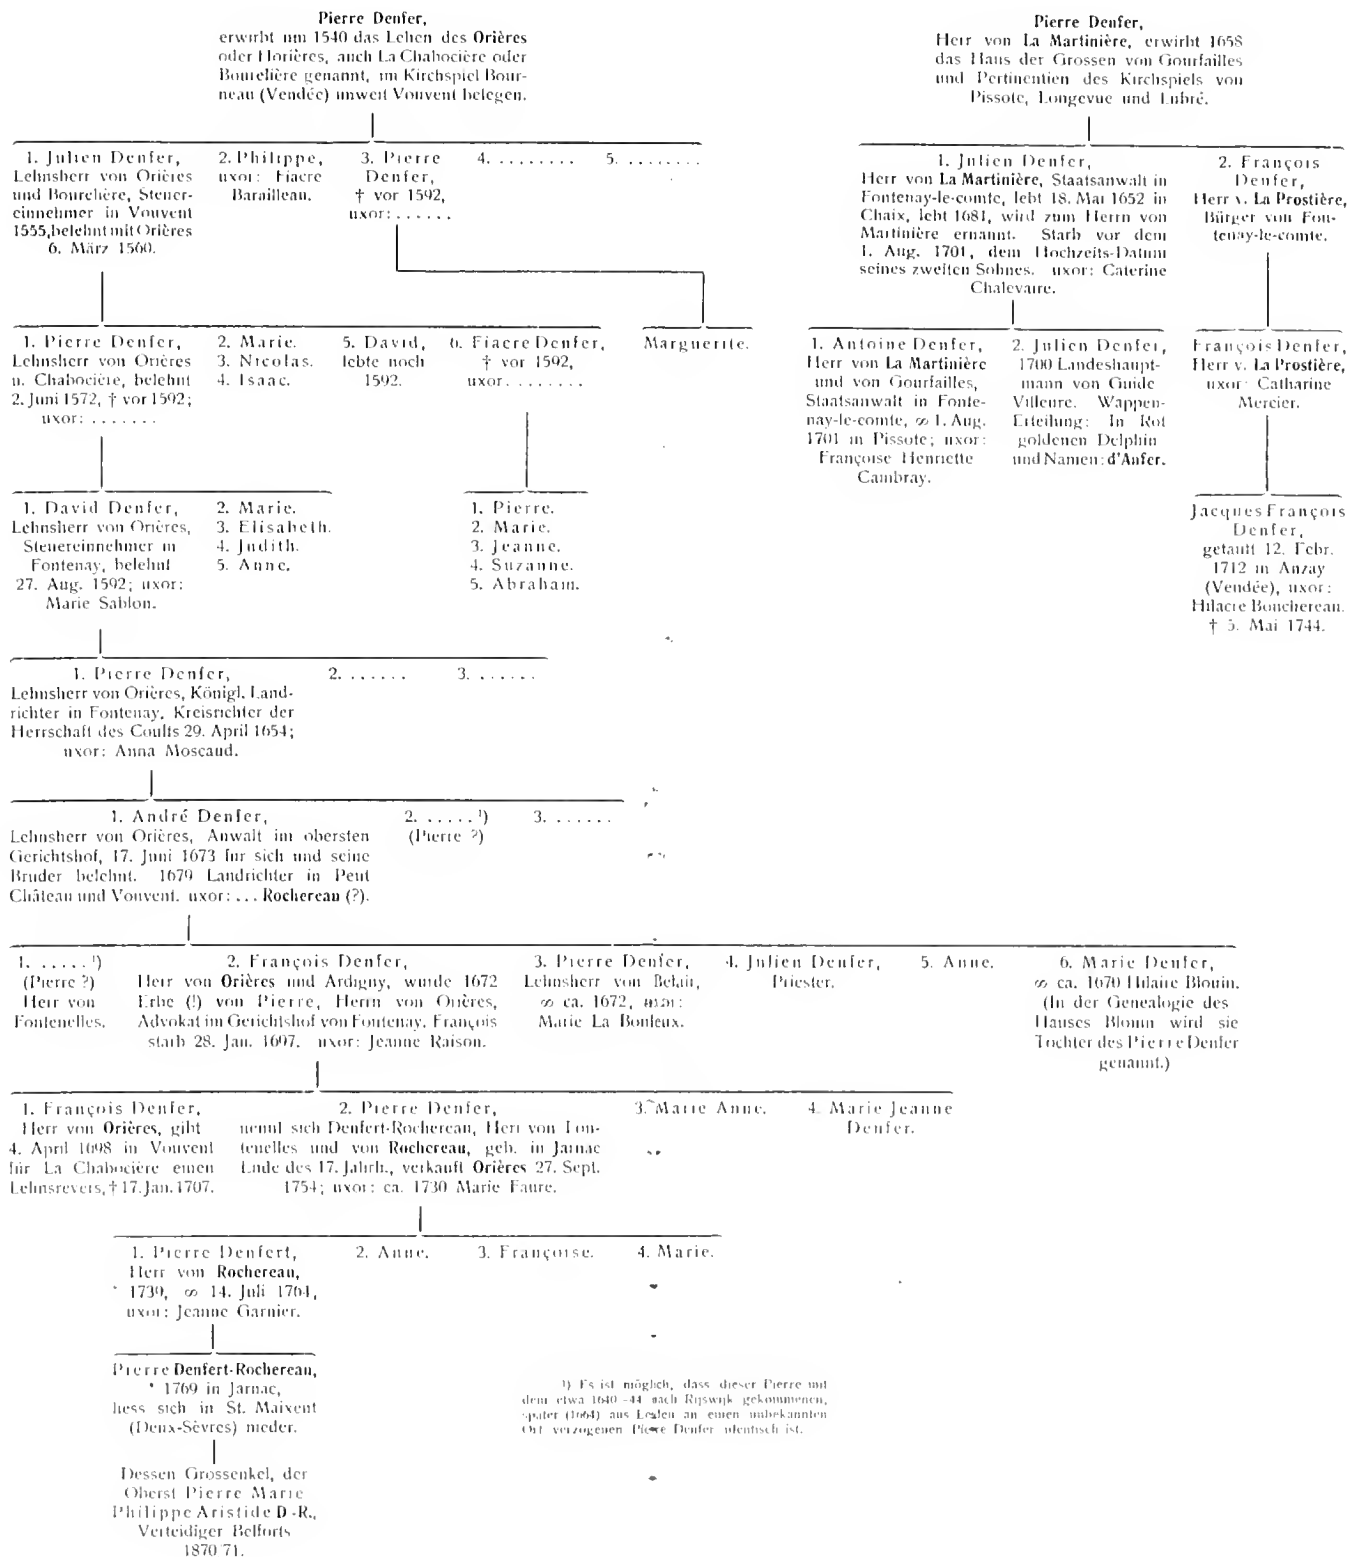 Pierre Denfer,
erwirbt um 1540 das Lehen des Orières
oder Horières, auch La Chabocière oder
Bourelière genannt, im Kirchspiel Bour-
neau (Vendée) unweit Vouvent belegen.
Pierre Denfer,
Herr von La Martinière, erwirbt 1658
das Haus der Grossen von Gourfailles
und Pertinentien des Kirchspiels von
Pissote, Longevue und Lubré.
1. Julien Denfer,
Lehnsherr von Orières
und Bourelière, Steuer-
einnehmer in Vouvent
1555, belehnt mit Orières
6. März 1560.
2. Philippe,
uxor: Fiacre
Barailleau.
3. Pierre
Denfer,
† vor 1592,
uxor: ......
4. ........
5. ........
1. Julien Denfer,
Herr von La Martinière, Staatsanwalt in
Fontenay-le-comte, lebt 18. Mai 1652 in
Chaix, lebt 1681, wird zum Herrn von
Martinière ernannt. Starb vor dem
1. Aug. 1701, dem Hochzeits-Datum
seines zweiten Sohnes. uxor: Caterine
Chalevaire.
2. François
Denfer,
Herr v. La Prostière,
Bürger von Fon-
tenay-le-comte.
1. Pierre Denfer,
Lehnsherr von Orières
u. Chabocière, belehnt
2. Juni 1572, † vor 1592;
uxor: .......
2. Marie.
3. Nicolas.
4. Isaac.
5. David,
lebte noch
1592.
6. Fiacre Denfer,
† vor 1592,
uxor. ........
Marguerite.
1. Antoine Denfer,
Herr von La Martinière
und von Gourfailles,
Staatsanwalt in Fonte-
nay-le-comte, ∞ 1. Aug.
1701 in Pissote; uxor:
Françoise Henriette
Cambray.
2. Julien Denfer,
1700 Landeshaupt-
mann von Guide
Villeure. Wappen-
Erteilung: In Rot
goldenen Delphin
und Namen: d'Anfer.
François Denfer,
Herr v. La Prostière,
uxor: Catharine
Mercier.
1. David Denfer,
Lehnsherr von Orières,
Steuereinnehmer in
Fontenay, belehnt
27. Aug. 1592; uxor:
Marie Sablon.
2. Marie.
3. Elisabeth.
4. Judith.
5. Anne.
1. Pierre.
2. Marie.
3. Jeanne.
4. Suzanne.
5. Abraham.
Jacques François
Denfer,
getauft 12. Febr.
1712 in Anzay
(Vendée), uxor:
Hilacre Bouchereau.
† 5. Mai 1744.
1. Pierre Denfer,
Lehnsherr von Orières, Königl. Land-
richter in Fontenay, Kreisrichter der
Herrschaft des Coults 29. April 1654;
uxor: Anna Moscaud.
2. ......
3. ......
1. André Denfer,
Lehnsherr von Orières, Anwalt im obersten
Gerichtshof, 17. Juni 1673 für sich und seine
Brüder belehnt. 1679 Landrichter in Petit
Château und Vouvent. uxor: ... Rochereau (?).
2. .....¹)
(Pierre ?)
3. .......
1. .....¹)
(Pierre ?)
Herr von
Fontenelles.
2. François Denfer,
Herr von Orières und Ardigny, wurde 1672
Erbe (!) von Pierre, Herrn von Orières,
Advokat im Gerichtshof von Fontenay. François
starb 28. Jan. 1697. uxor: Jeanne Raison.
3. Pierre Denfer,
Lehnsherr von Belair,
∞ ca. 1672, uxor:
Marie La Bouleux.
4. Julien Denfer,
Priester.
5. Anne.
6. Marie Denfer,
∞ ca. 1670 Hilaire Blouin.
(In der Genealogie des
Hauses Blouin wird sie
Tochter des Pierre Denfer
genannt.)
1. François Denfer,
Herr von Orières, gibt
4. April 1698 in Vouvent
für La Chabocière einen
Lehnsrevers, † 17. Jan. 1707.
2. Pierre Denfer,
nennt sich Denfert-Rochereau, Herr von Fon-
tenelles und von Rochereau, geb. in Jarnac
Ende des 17. Jahrh., verkauft Orières 27. Sept.
1754; uxor: ca. 1730 Marie Faure.
3. Marie Anne.
4. Marie Jeanne
Denfer.
1. Pierre Denfert,
Herr von Rochereau,
* 1739, ∞ 14. Juli 1764,
uxor: Jeanne Garnier.
2. Anne.
3. Françoise.
4. Marie.
Pierre Denfert-Rochereau,
* 1769 in Jarnac,
liess sich in St. Maixent
(Deux-Sèvres) nieder.
¹) Es ist möglich, dass dieser Pierre mit
dem etwa 1640-44 nach Rijswijk gekommenen,
später (1664) aus Leiden an einen unbekannten
Ort verzogenen Pierre Denfer identisch ist.
Dessen Grossenkel, der
Oberst Pierre Marie
Philippe Aristide D.-R.,
Verteidiger Belforts
1870/71.